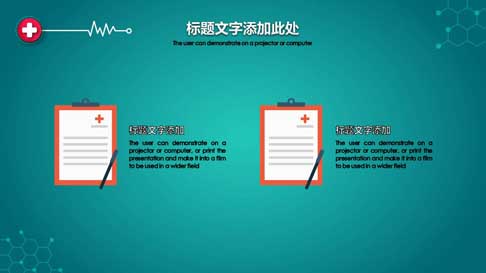 标题文字添加此处
The user can demonstrate on a projector or computer
标题文字添加
The user can demonstrate on a
projector or computer, or print the
presentation and make it into a film
to be used in a wider field
标题文字添加
The user can demonstrate on a
projector or computer, or print the
presentation and make it into a film
to be used in a wider field